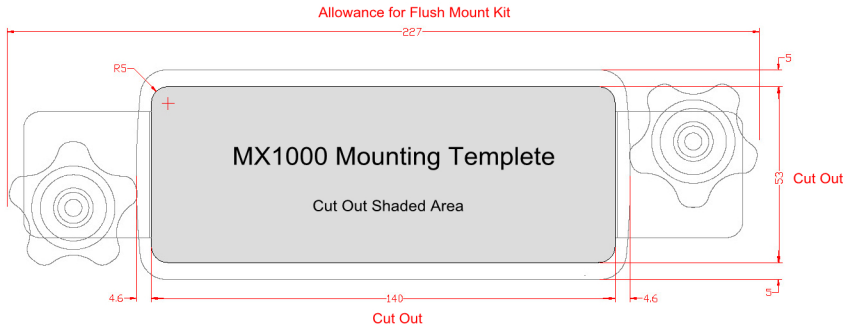 Allowance for Flush Mount Kit
227
5
R5
MX1000 Mounting Templete
53
Cut Out
Cut Out Shaded Area
5
4.6
140
4.6
Cut Out